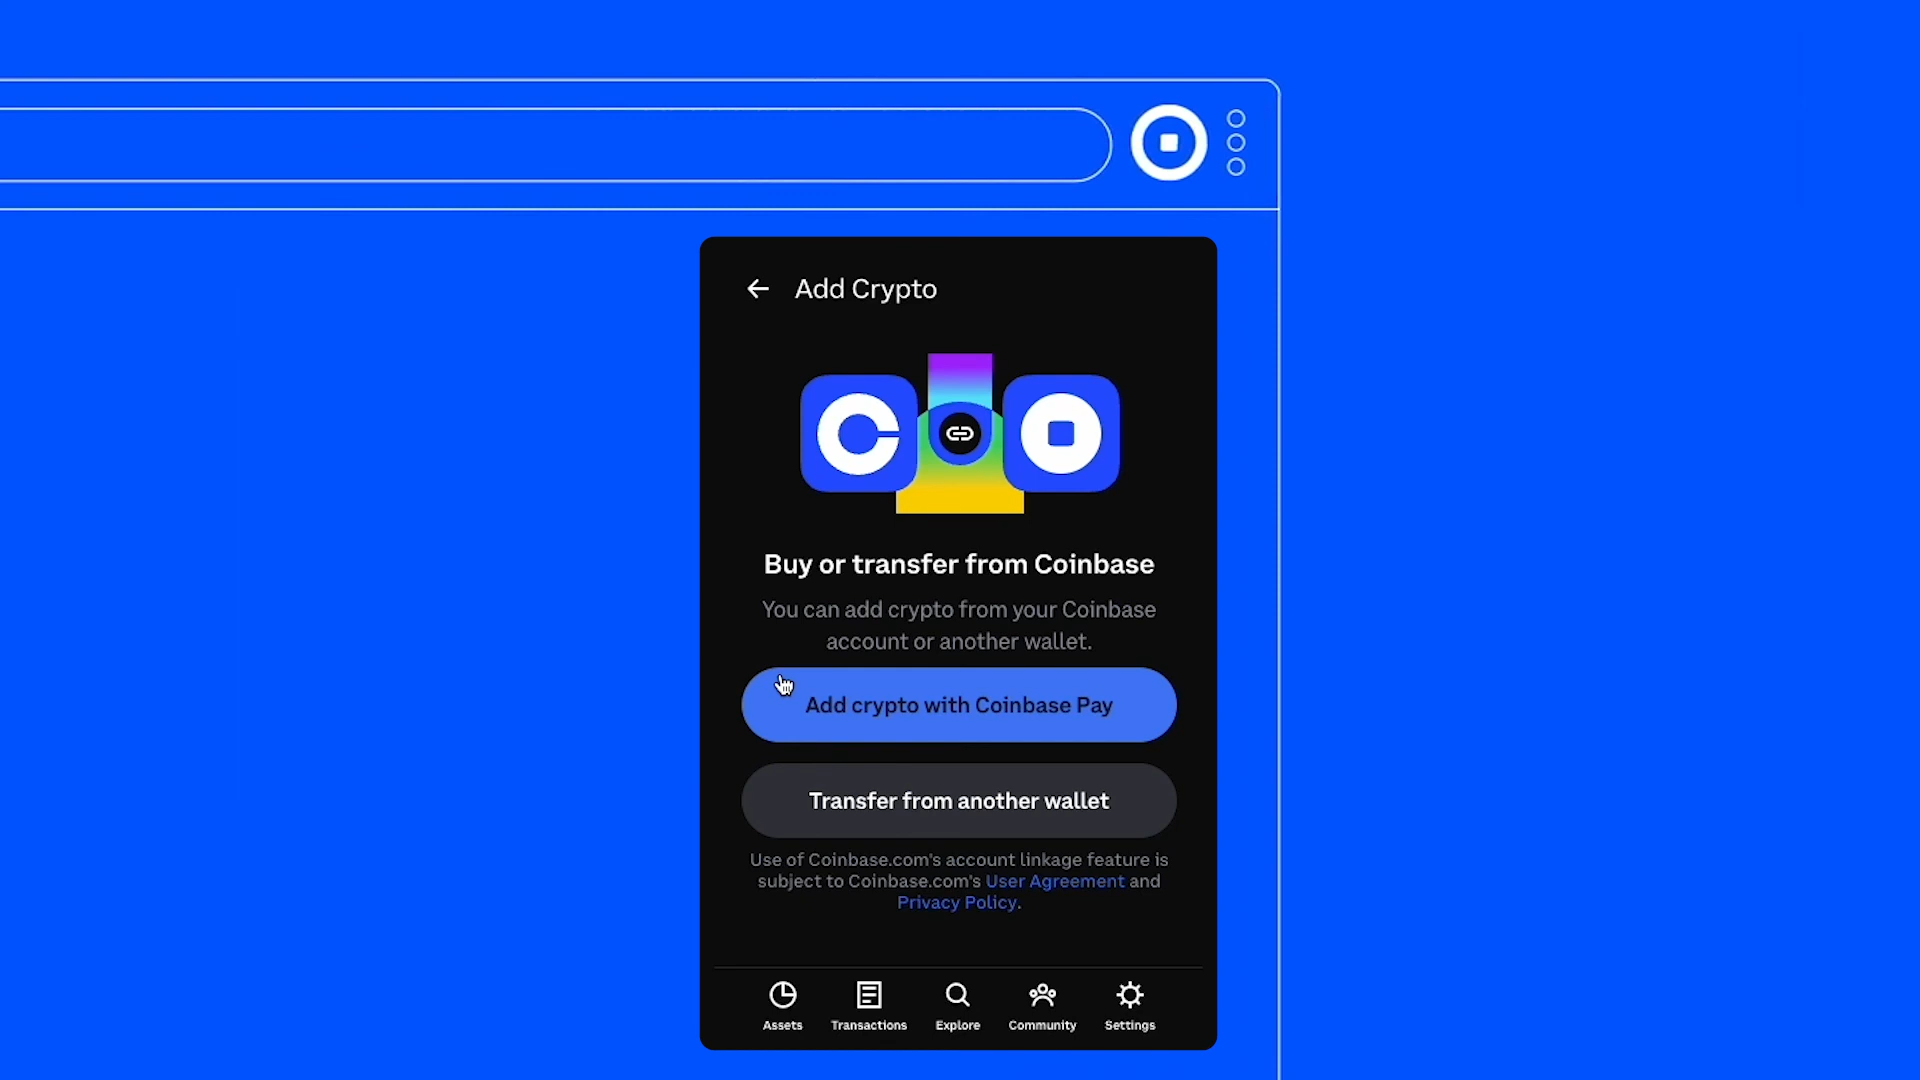 Add Crypto
Buy or transfer from Coinbase
You can add crypto from your Coinbase
account or another wallet.
Add crypto with Coinbase Pay
Transfer from another wallet
Use of Coinbase.com's account linkage feature is
subject to Coinbase.com's User Agreement and
Privacy Policy.
Assets
Transactions
Explore
Community
Settings